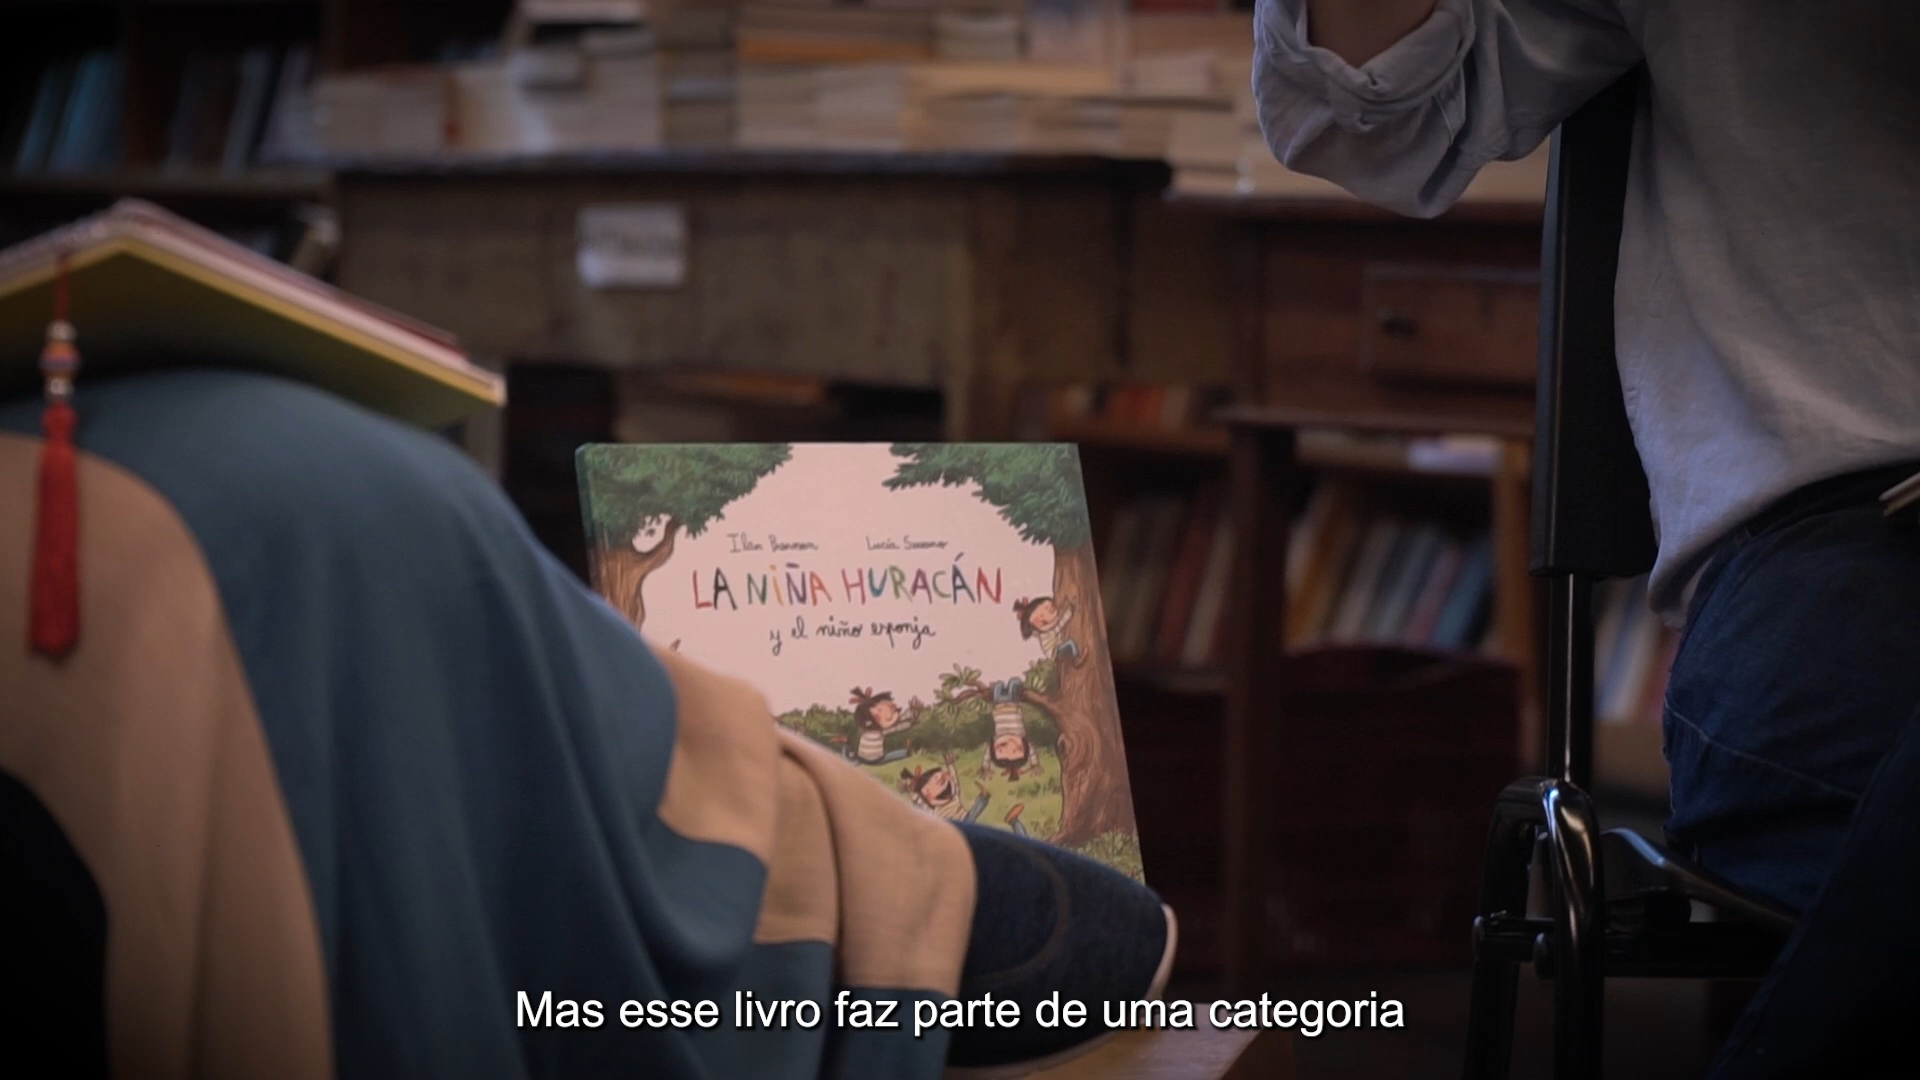 Ilan Brenman Lucía Serrano
LA NIÑA HURACÁN
y el niño esponja
Mas esse livro faz parte de uma categoria